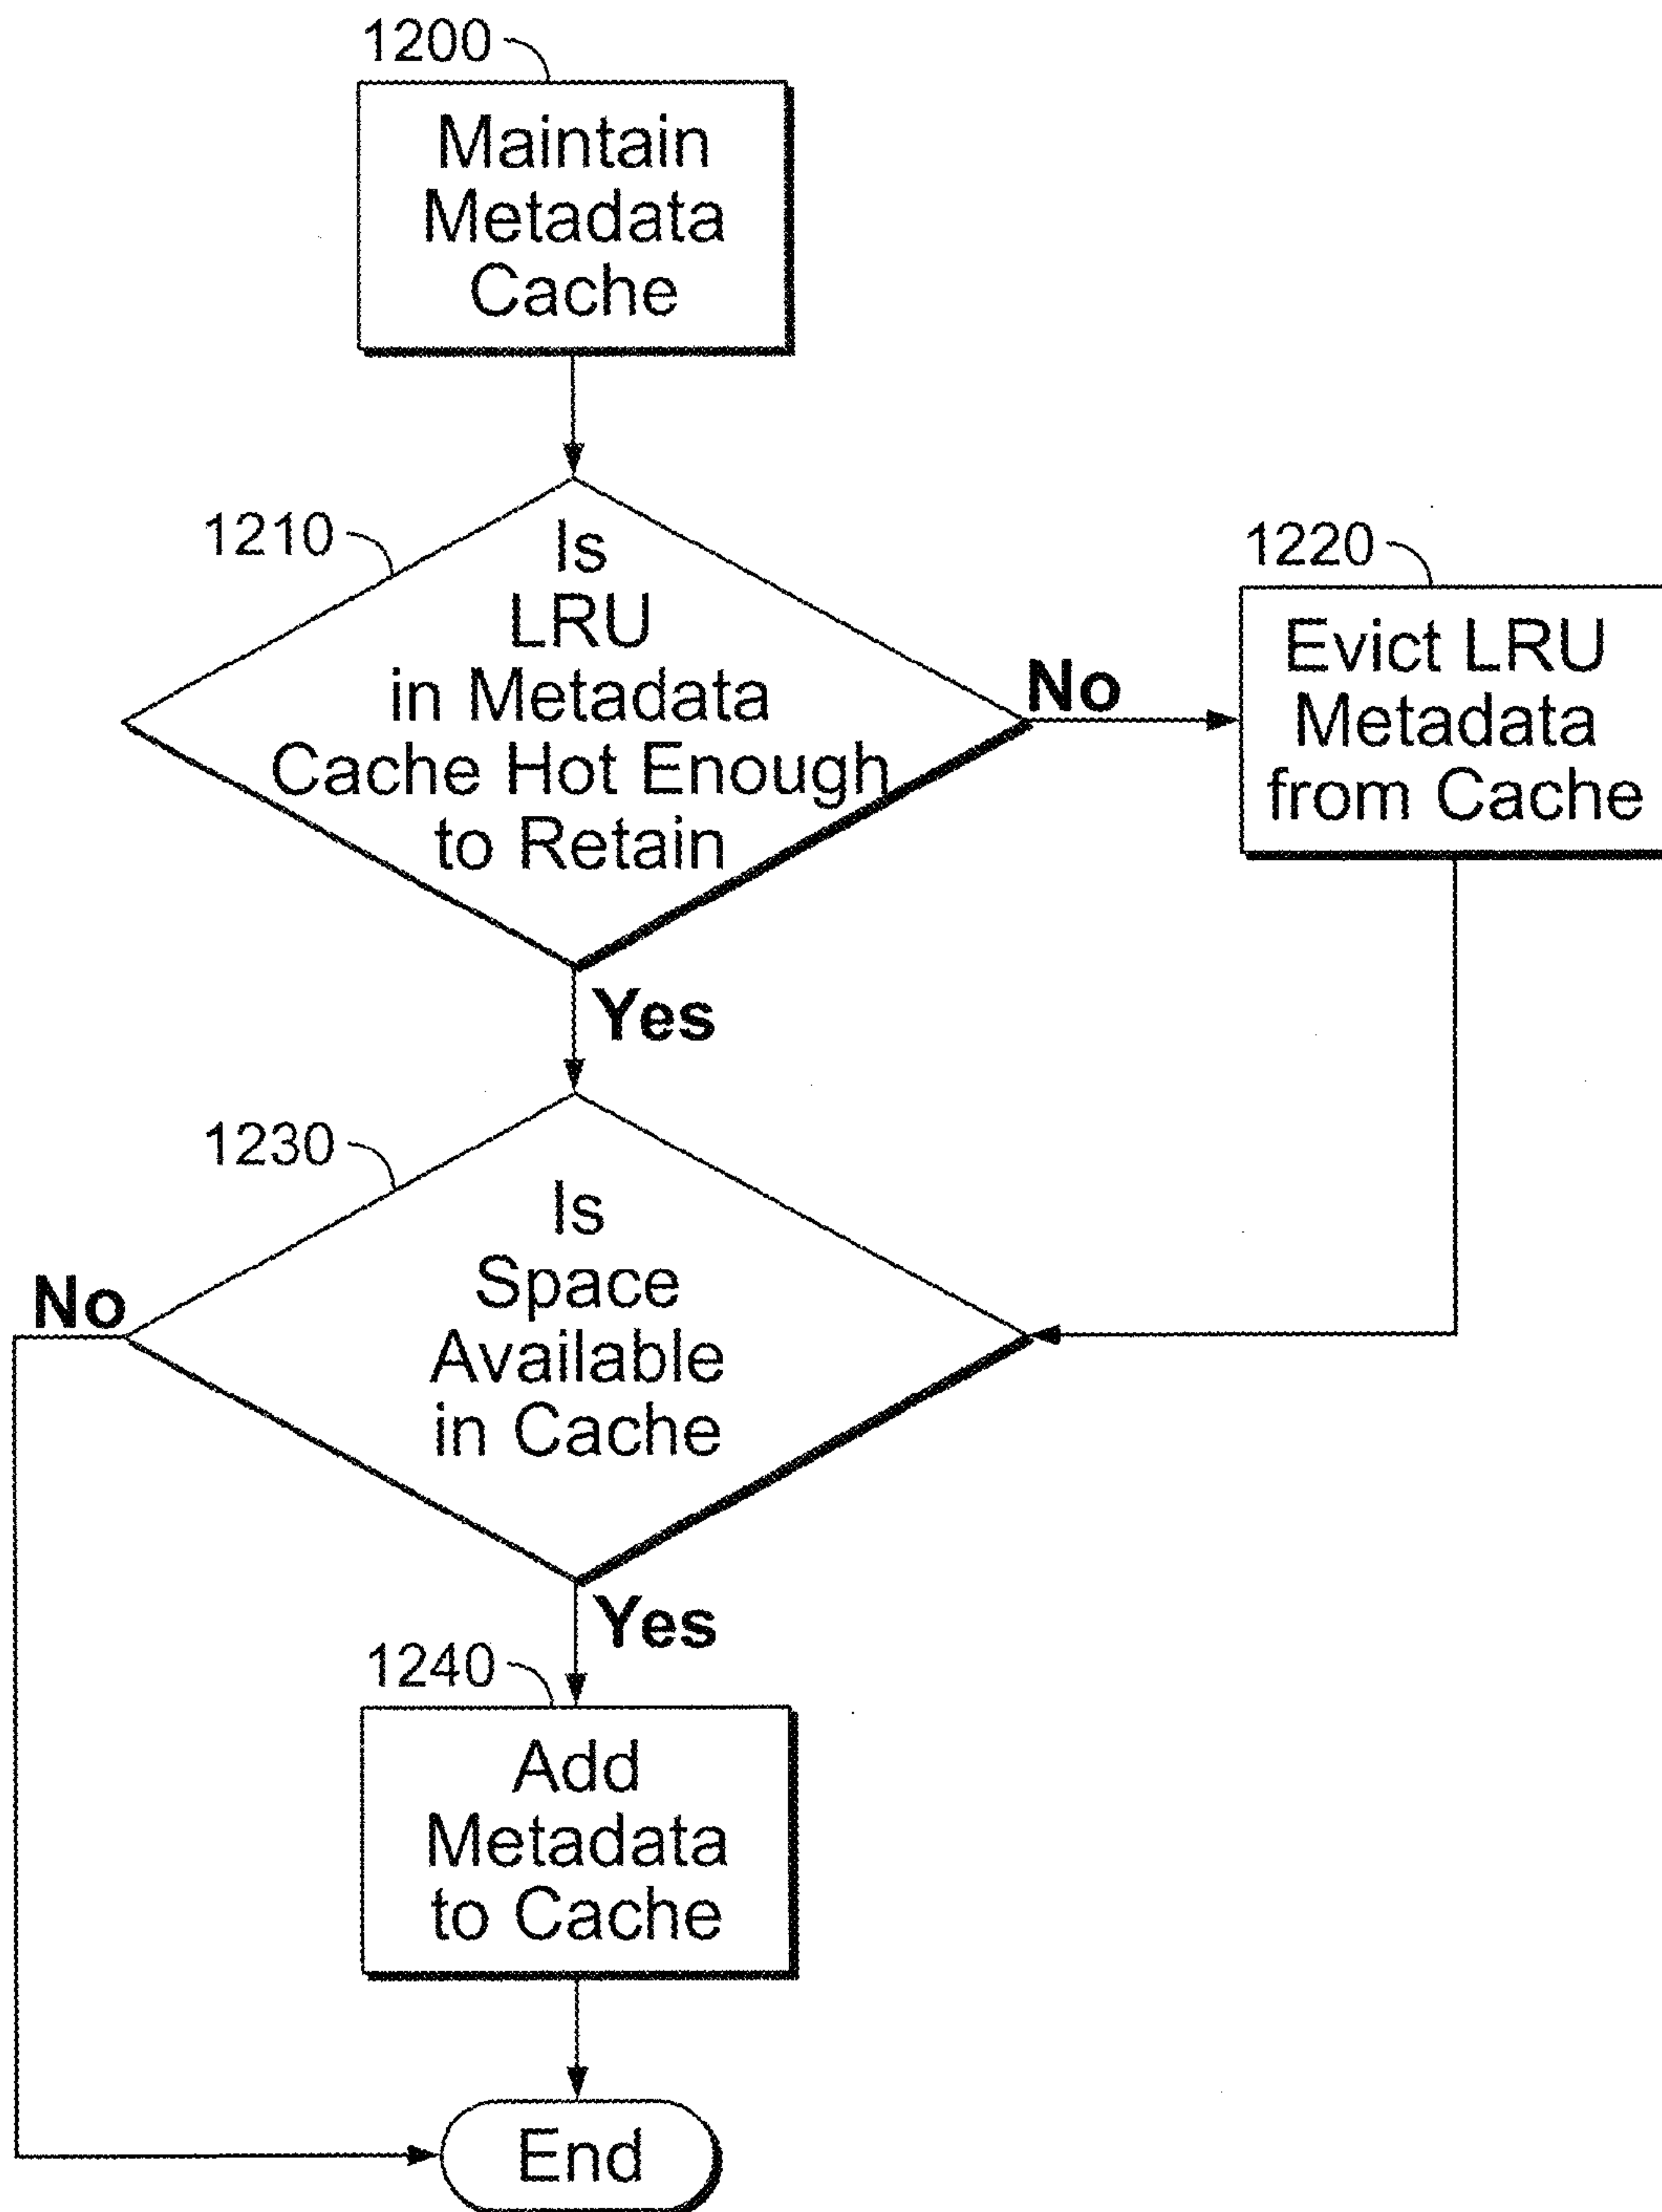 1200
Maintain
Metadata
Cache
1210
Is
LRU
in Metadata
Cache Hot Enough
to Retain
No
1220
Evict LRU
Metadata
from Cache
Yes
1230
Is
Space
Available
in Cache
No
Yes
1240
Add
Metadata
to Cache
End